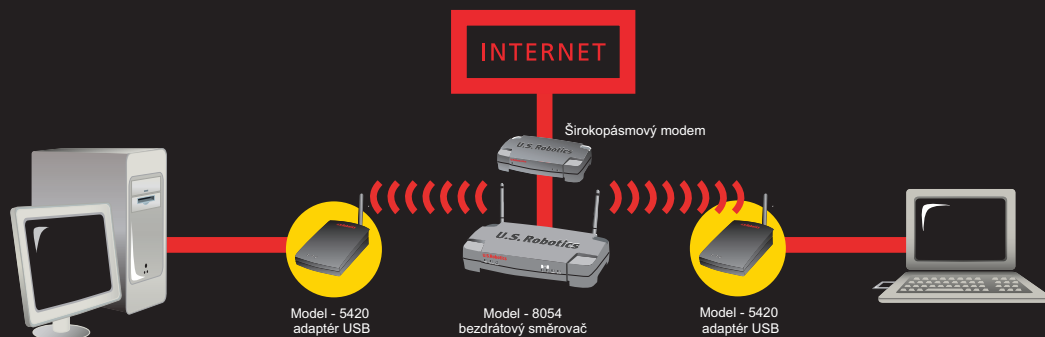 INTERNET
Širokopásmový modem
U.S. Robotics
U.S. Robotics
Model - 5420
adaptér USB
Model - 8054
bezdrátový směrovač
Model - 5420
adaptér USB